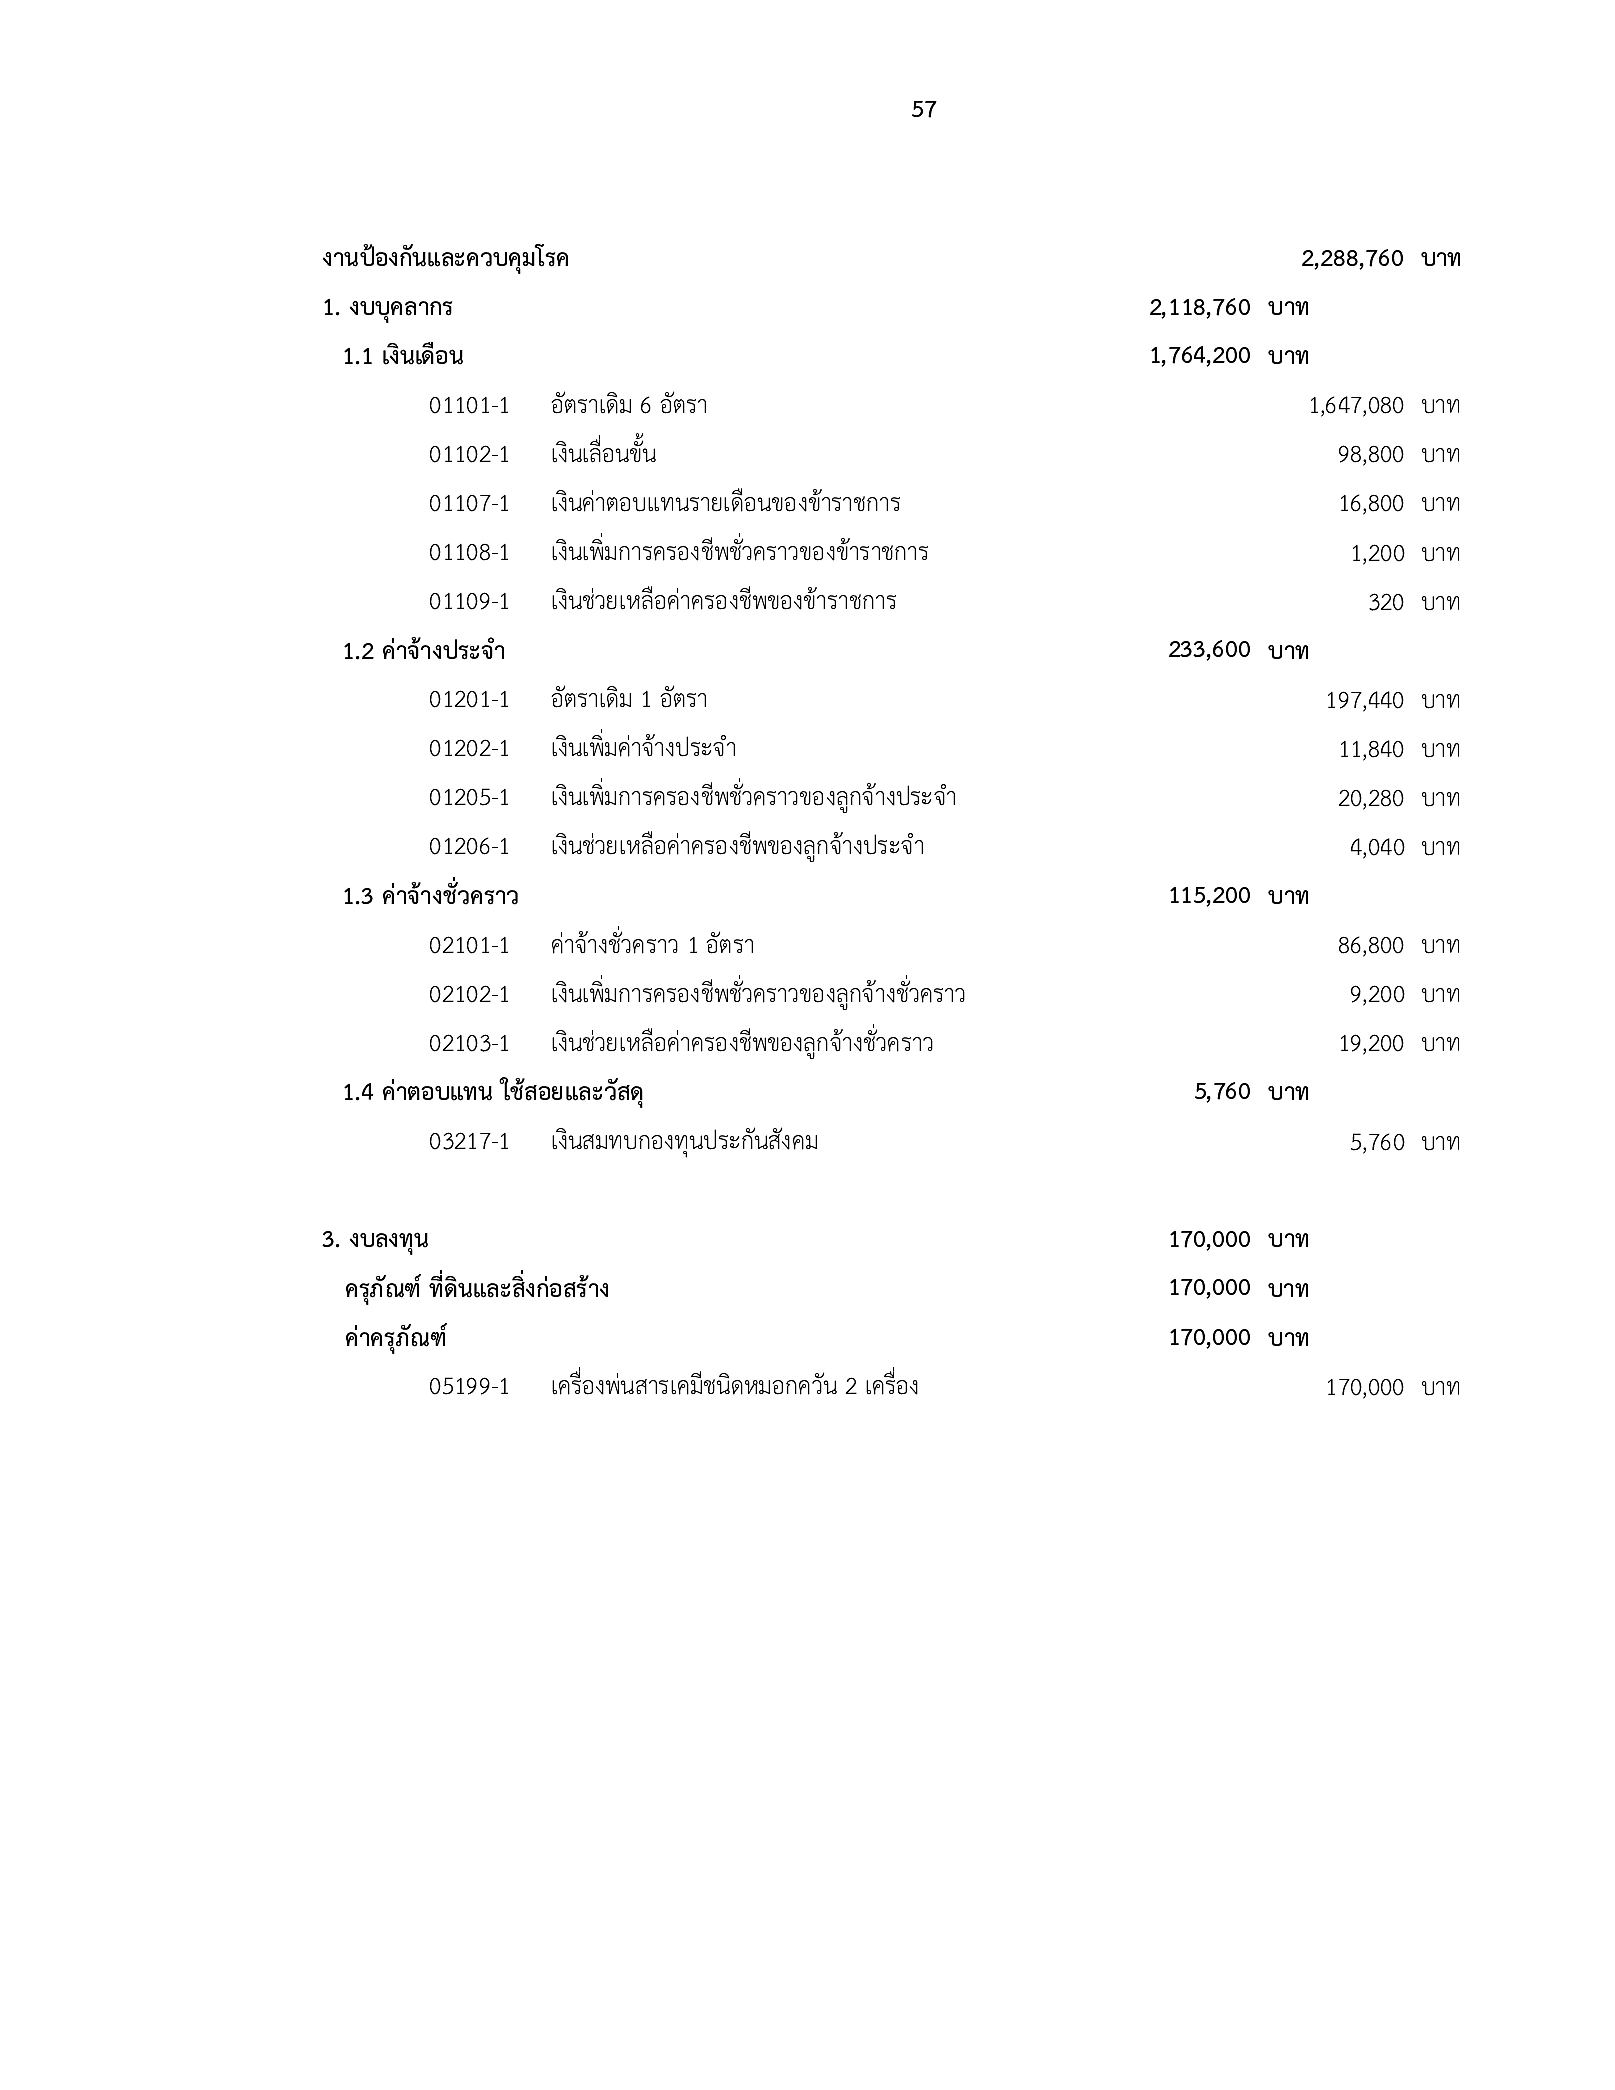 57
งานป้องกันและควบคุมโรค 2,288,760 บาท
1. งบบุคลากร 2,118,760 บาท
1.1 เงินเดือน 1,764,200 บาท
01101-1 อัตราเดิม 6 อัตรา 1,647,080 บาท
01102-1 เงินเลื่อนขั้น 98,800 บาท
01107-1 เงินค่าตอบแทนรายเดือนของข้าราชการ 16,800 บาท
01108-1 เงินเพิ่มการครองชีพชั่วคราวของข้าราชการ 1,200 บาท
01109-1 เงินช่วยเหลือค่าครองชีพของข้าราชการ 320 บาท
1.2 ค่าจ้างประจำ 233,600 บาท
01201-1 อัตราเดิม 1 อัตรา 197,440 บาท
01202-1 เงินเพิ่มค่าจ้างประจำ 11,840 บาท
01205-1 เงินเพิ่มการครองชีพชั่วคราวของลูกจ้างประจำ 20,280 บาท
01206-1 เงินช่วยเหลือค่าครองชีพของลูกจ้างประจำ 4,040 บาท
1.3 ค่าจ้างชั่วคราว 115,200 บาท
02101-1 ค่าจ้างชั่วคราว 1 อัตรา 86,800 บาท
02102-1 เงินเพิ่มการครองชีพชั่วคราวของลูกจ้างชั่วคราว 9,200 บาท
02103-1 เงินช่วยเหลือค่าครองชีพของลูกจ้างชั่วคราว 19,200 บาท
1.4 ค่าตอบแทน ใช้สอยและวัสดุ 5,760 บาท
03217-1 เงินสมทบกองทุนประกันสังคม 5,760 บาท
3. งบลงทุน 170,000 บาท
ครุภัณฑ์ ที่ดินและสิ่งก่อสร้าง 170,000 บาท
ค่าครุภัณฑ์ 170,000 บาท
05199-1 เครื่องพ่นสารเคมีชนิดหมอกควัน 2 เครื่อง 170,000 บาท